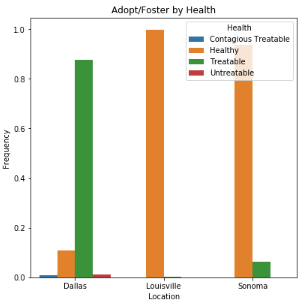 Adopt/Foster by Health
Health
Contagious Treatable
Healthy
Treatable
Untreatable
Frequency
1.0
0.8
0.6
0.4
0.2
0.0
Dallas Louisville Sonoma
Location